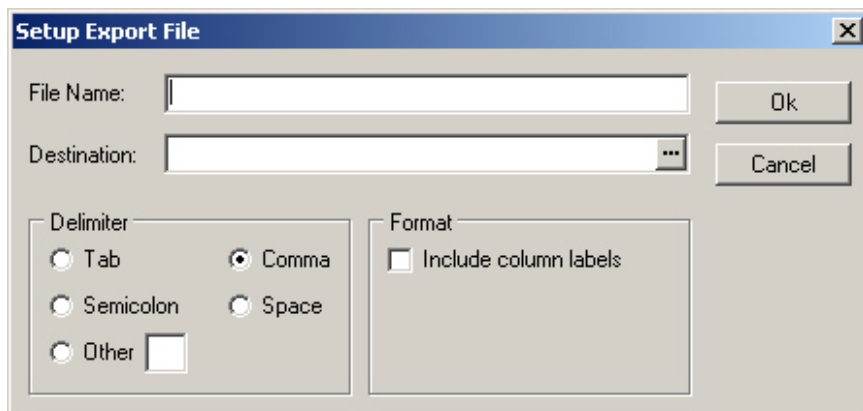 Setup Export File
File Name:
Ok
Destination:
...
Cancel
Delimiter
Tab
Comma
Semicolon
Space
Other
Format
Include column labels